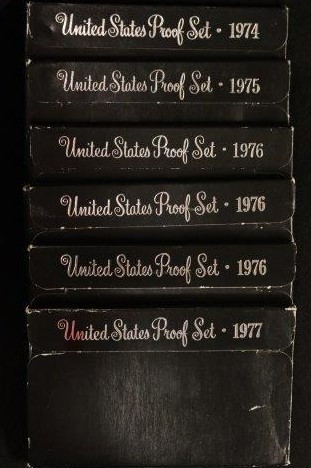 United States Proof Set • 1974
United States Proof Set • 1975
United States Proof Set • 1976
United States Proof Set • 1976
United States Proof Set • 1976
United States Proof Set • 1977